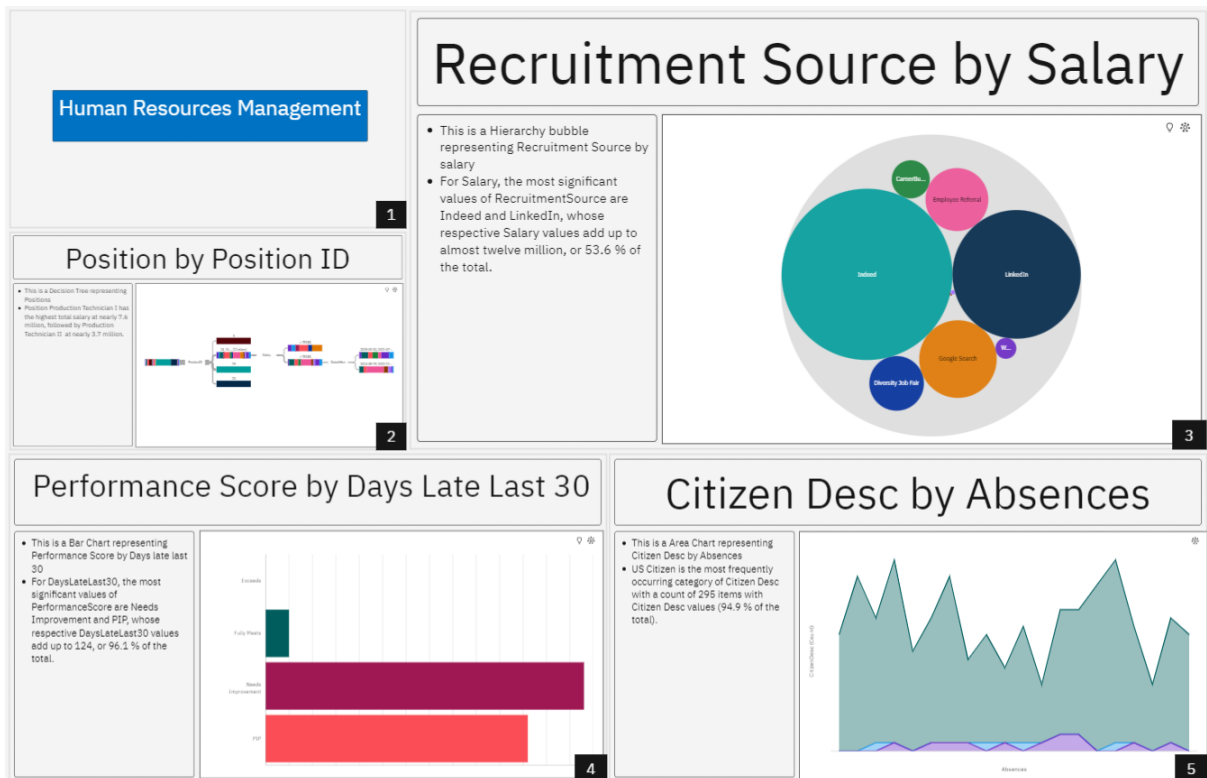 Human Resources Management
1
Position by Position ID
• This is a Decision Tree representing
Positions
• Position Production Technician I has
the highest total salary at nearly 7.6
million, followed by Production
Technician II at nearly 3.7 million.
2
Recruitment Source by Salary
• This is a Hierarchy bubble
representing Recruitment Source by
salary
• For Salary, the most significant
values of RecruitmentSource are
Indeed and LinkedIn, whose
respective Salary values add up to
almost twelve million, or 53.6 % of
the total.
CareerBu...
Employee Referral
Indeed
LinkedIn
W...
Google Search
Diversity Job Fair
3
Performance Score by Days Late Last 30
• This is a Bar Chart representing
Performance Score by Days late last
30
• For DaysLateLast30, the most
significant values of
PerformanceScore are Needs
Improvement and PIP, whose
respective DaysLateLast30 values
add up to 124, or 96.1 % of the
total.
Exceeds
Fully Meets
Needs
Improvement
PIP
4
Citizen Desc by Absences
• This is a Area Chart representing
Citizen Desc by Absences
• US Citizen is the most frequently
occurring category of Citizen Desc
with a count of 295 items with
Citizen Desc values (94.9 % of the
total).
Absences
5